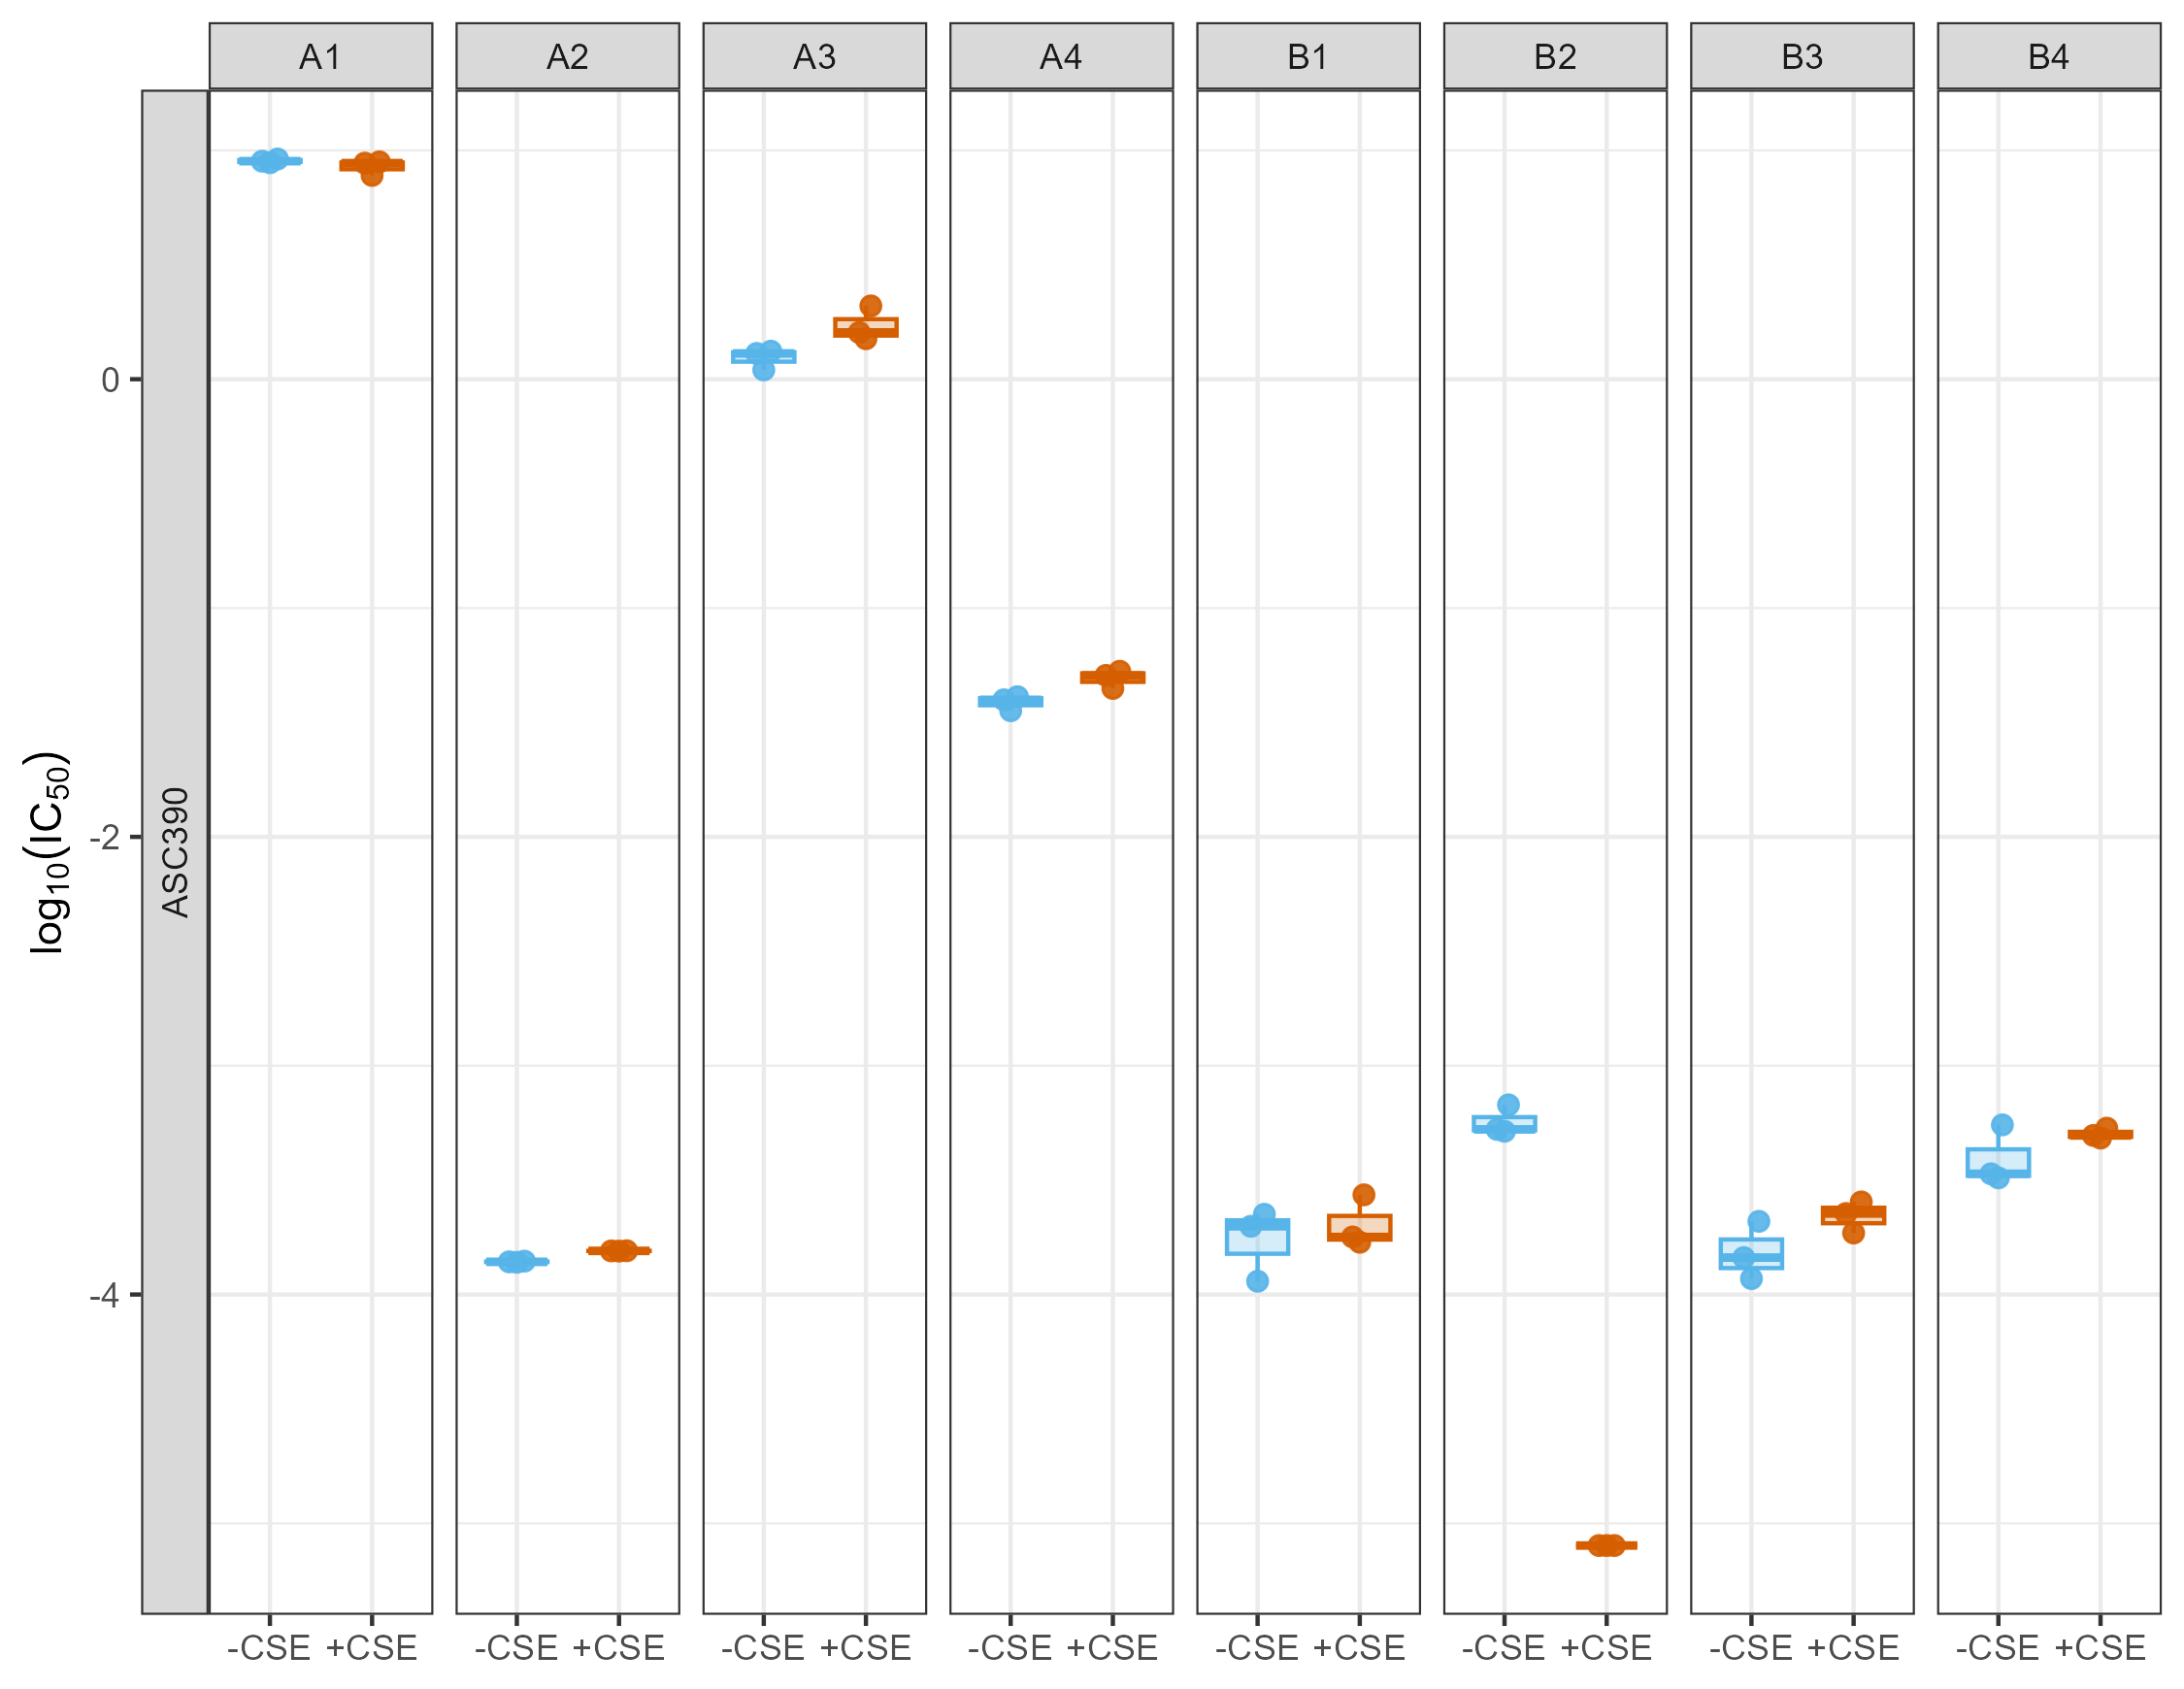 A1 A2 A3 A4 B1 B2 B3 B4
0
-2
-4
log₁₀(IC₅₀)
ASC390
-CSE +CSE -CSE +CSE -CSE +CSE -CSE +CSE -CSE +CSE -CSE +CSE -CSE +CSE -CSE +CSE